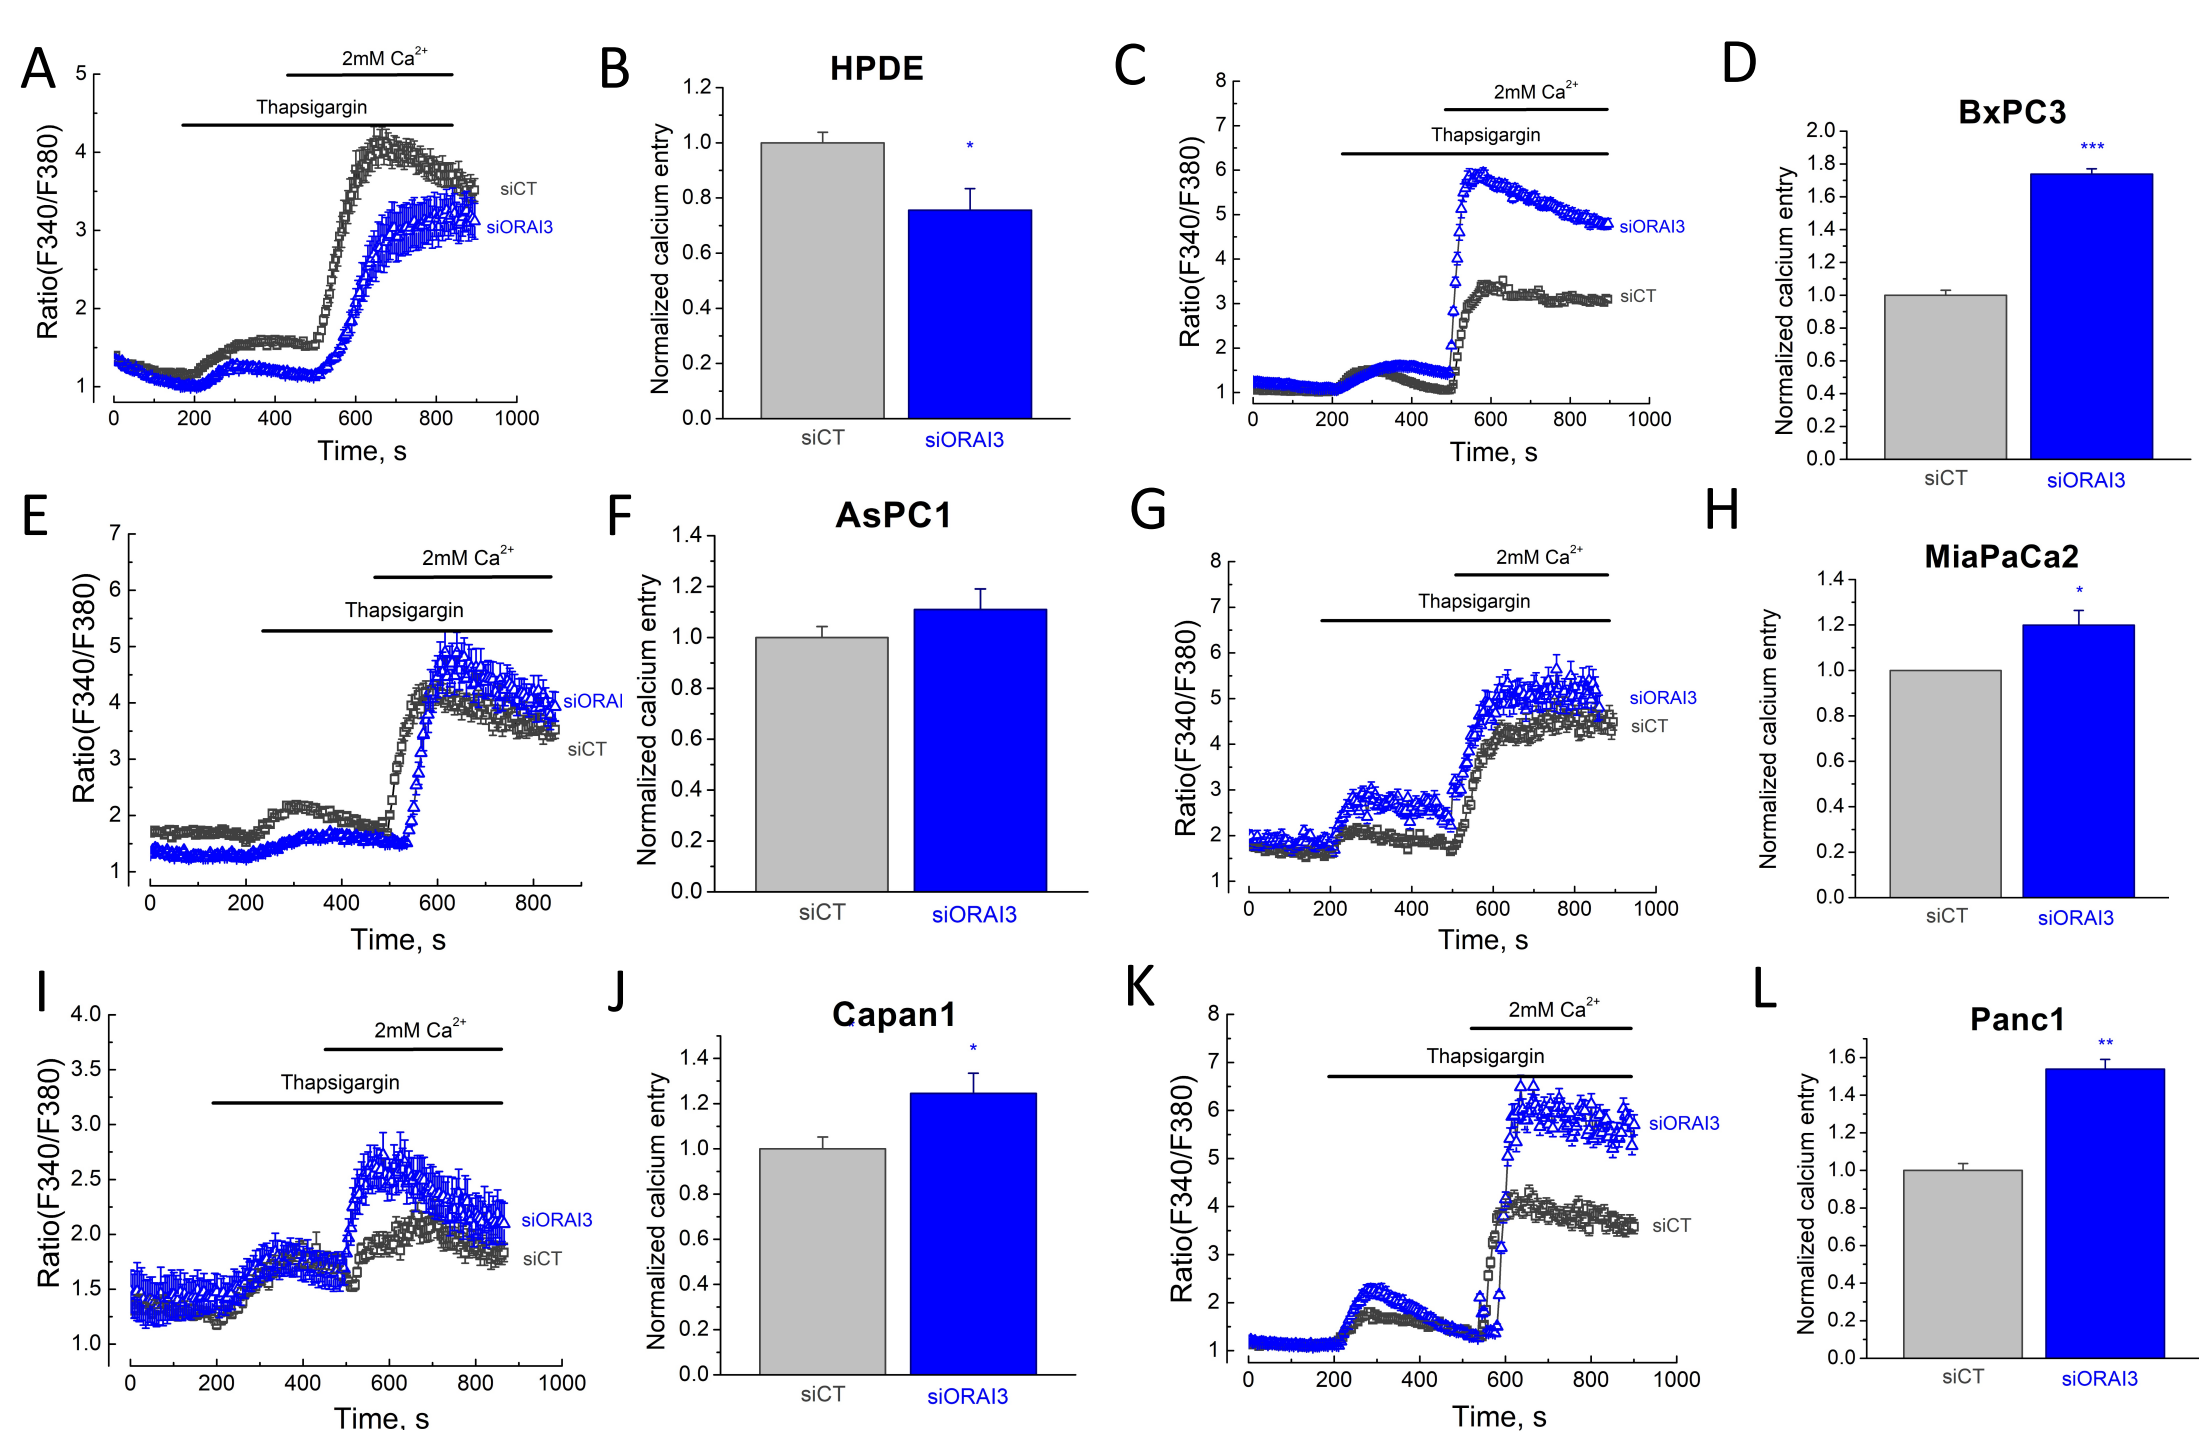 A
2mM Ca²⁺
Thapsigargin
Ratio(F340/F380)
5
4
3
2
1
siCT
siORAI3
0 200 400 600 800 1000
Time, s
B
HPDE
Normalized calcium entry
1.2
1.0
0.8
0.6
0.4
0.2
0.0
*
siCT
siORAI3
C
2mM Ca²⁺
Thapsigargin
Ratio(F340/F380)
8
7
6
5
4
3
2
1
siORAI3
siCT
0 200 400 600 800 1000
Time, s
D
BxPC3
Normalized calcium entry
2.0
1.8
1.6
1.4
1.2
1.0
0.8
0.6
0.4
0.2
0.0
***
siCT
siORAI3
E
2mM Ca²⁺
Thapsigargin
Ratio(F340/F380)
7
6
5
4
3
2
1
siORAI
siCT
0 200 400 600 800
Time, s
F
AsPC1
Normalized calcium entry
1.4
1.2
1.0
0.8
0.6
0.4
0.2
0.0
siCT
siORAI3
G
2mM Ca²⁺
Thapsigargin
Ratio(F340/F380)
8
7
6
5
4
3
2
1
siORAI3
siCT
0 200 400 600 800 1000
Time, s
H
MiaPaCa2
Normalized calcium entry
1.4
1.2
1.0
0.8
0.6
0.4
0.2
0.0
*
siCT
siORAI3
I
2mM Ca²⁺
Thapsigargin
Ratio(F340/F380)
4.0
3.5
3.0
2.5
2.0
1.5
1.0
siORAI3
siCT
0 200 400 600 800 1000
Time, s
J
Capan1
*
Normalized calcium entry
1.4
1.2
1.0
0.8
0.6
0.4
0.2
0.0
*
siCT
siORAI3
K
2mM Ca²⁺
Thapsigargin
Ratio(F340/F380)
8
7
6
5
4
3
2
1
siORAI3
siCT
0 200 400 600 800 1000
Time, s
L
Panc1
Normalized calcium entry
1.6
1.4
1.2
1.0
0.8
0.6
0.4
0.2
0.0
**
siCT
siORAI3